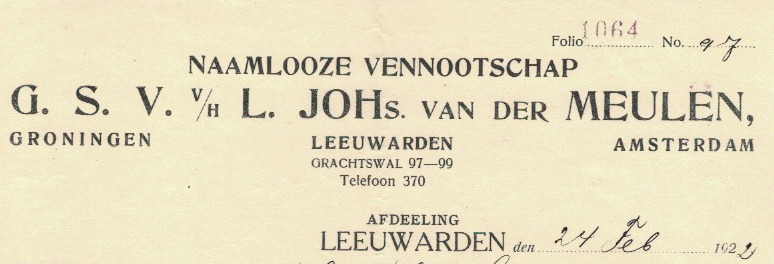 Folio 1064 No. 97
NAAMLOOZE VENNOOTSCHAP
G. S. V. V/H L. JOHs. VAN DER MEULEN,
GRONINGEN LEEUWARDEN AMSTERDAM
GRACHTSWAL 97—99
Telefoon 370
AFDEELING
LEEUWARDEN den 24 Feb 1922